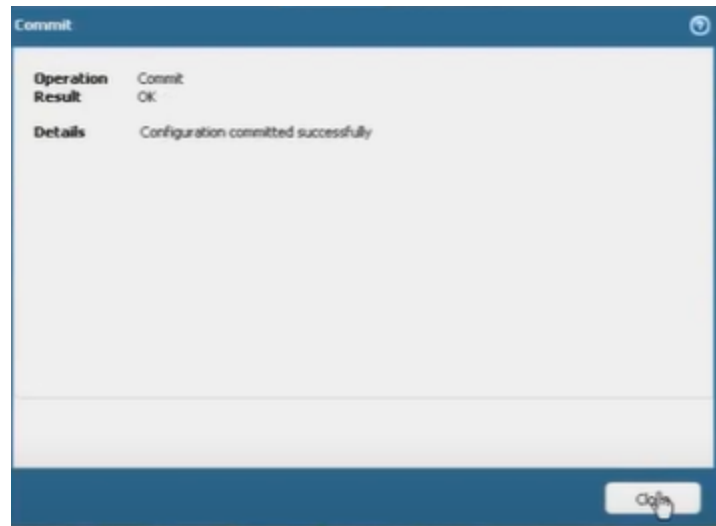 Commit
Operation Commit
Result OK
Details Configuration committed successfully